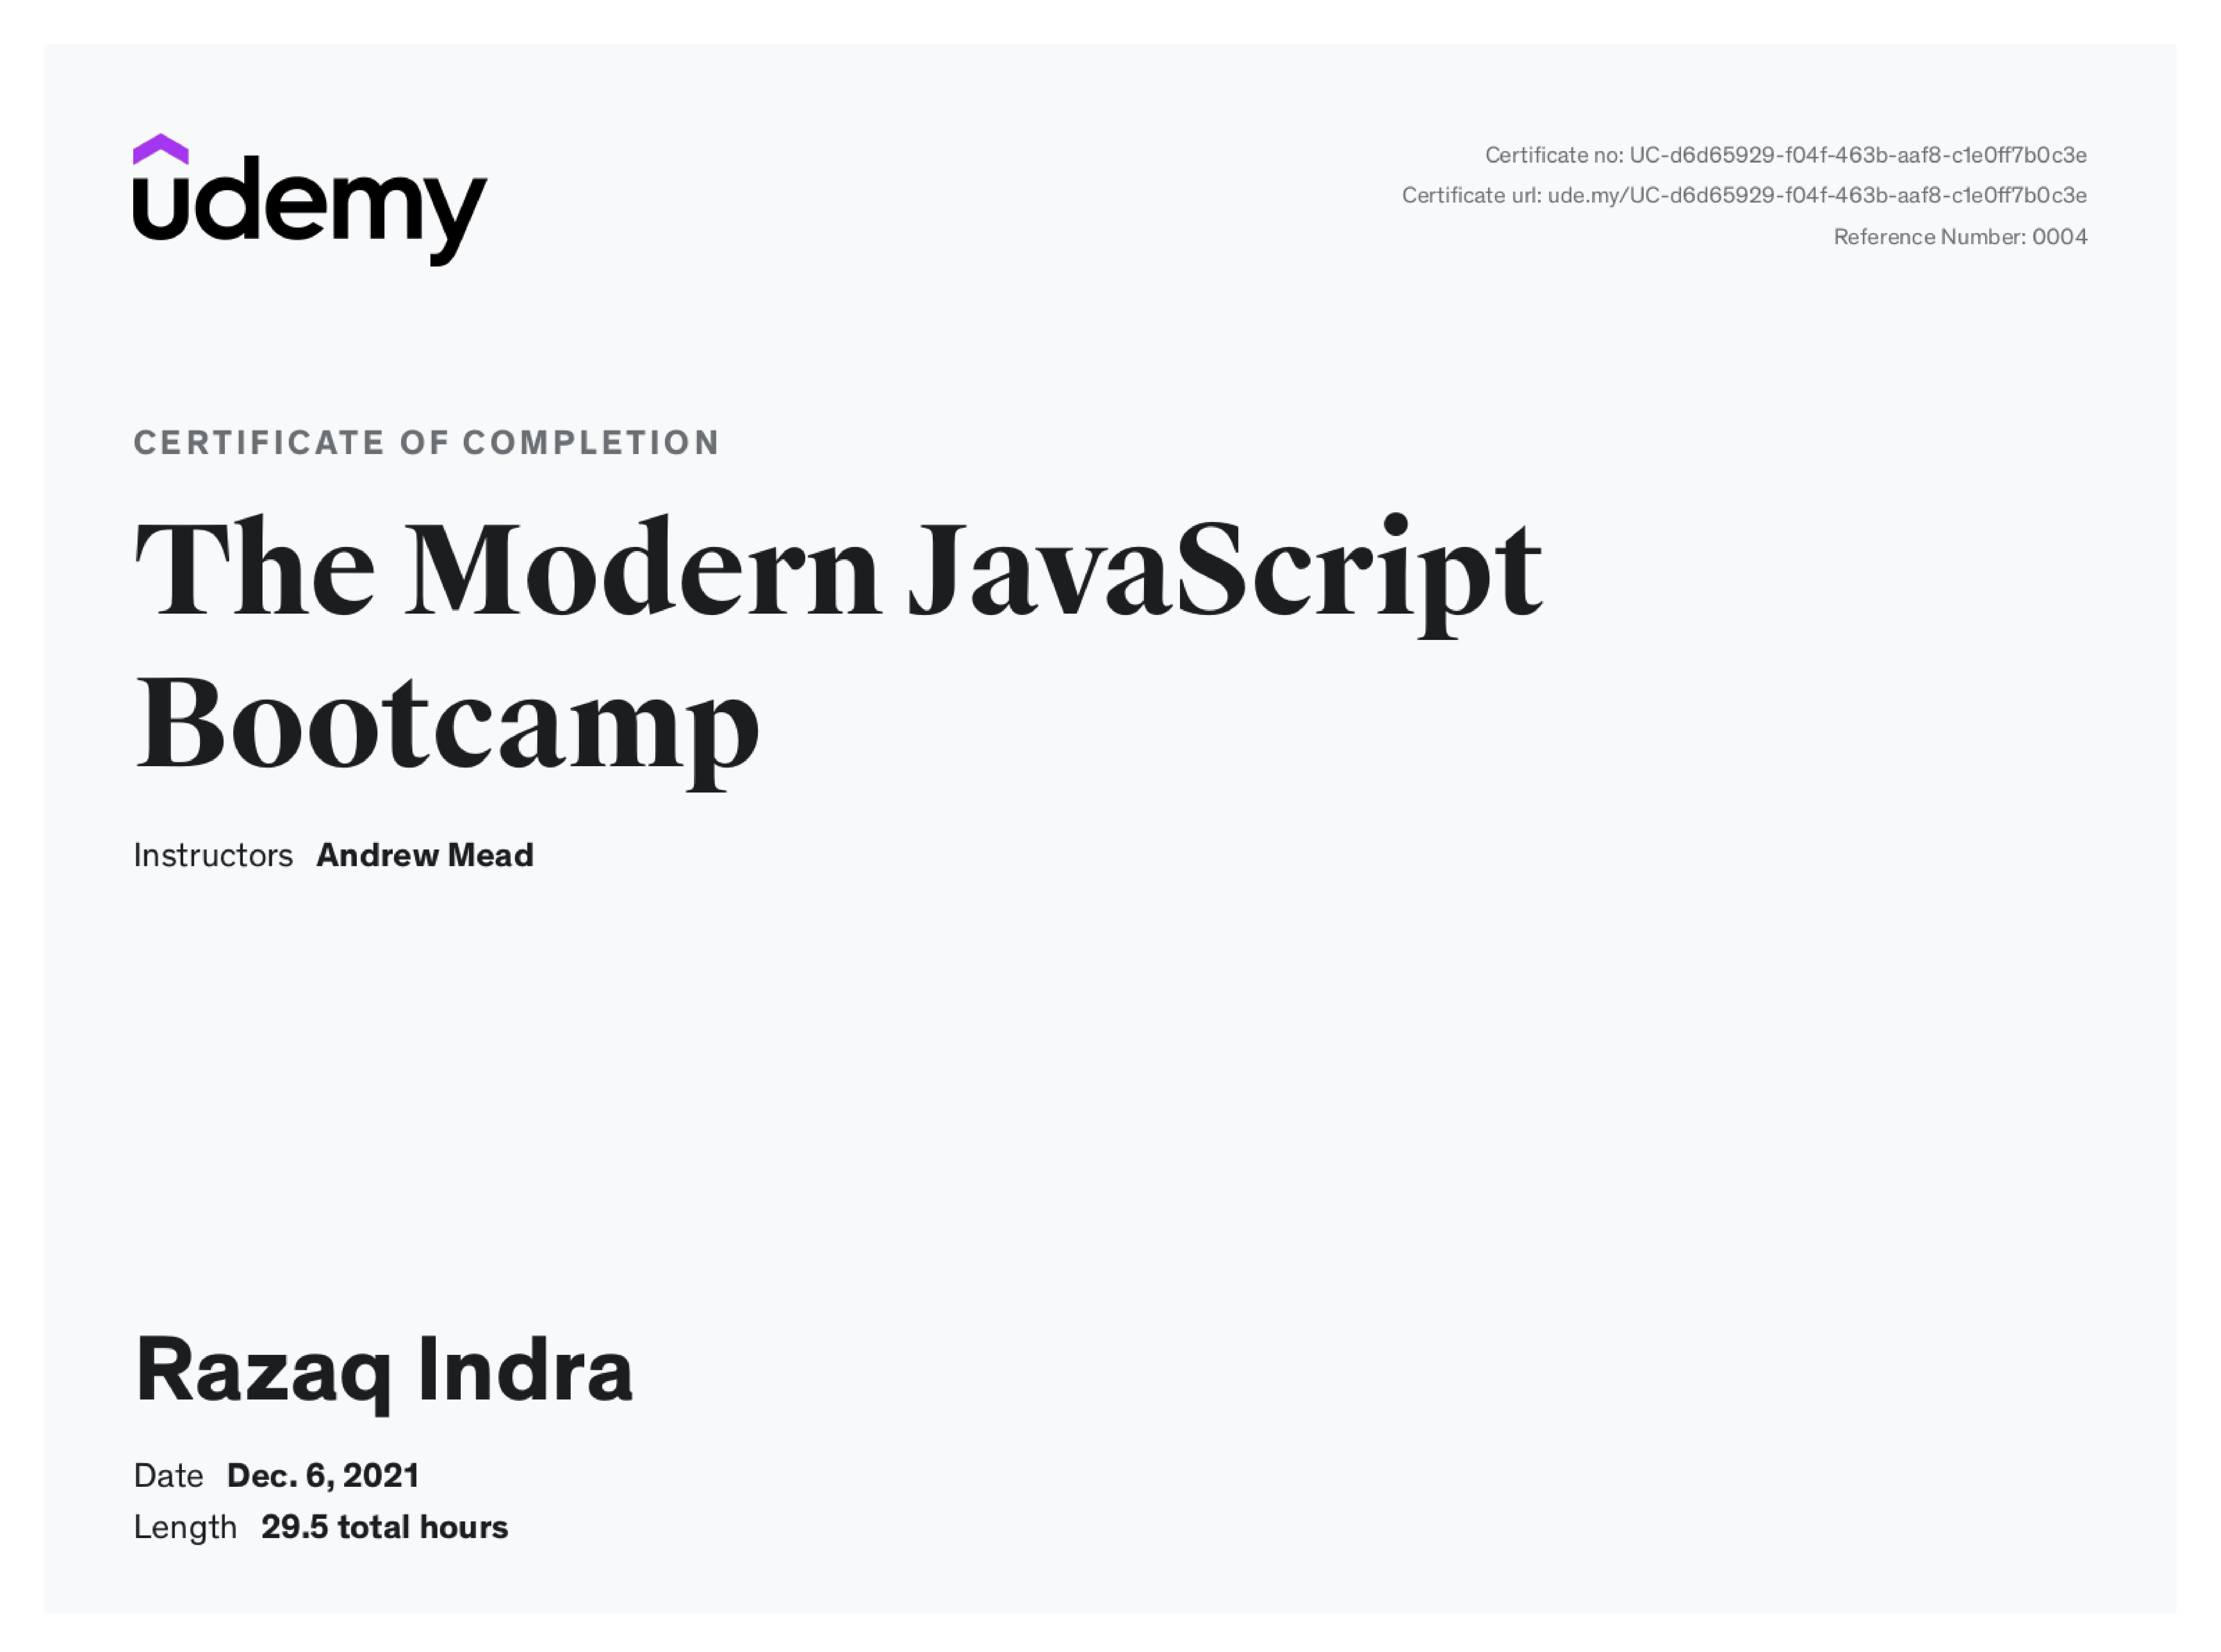 udemy
Certificate no: UC-d6d65929-f04f-463b-aaf8-c1e0ff7b0c3e
Certificate url: ude.my/UC-d6d65929-f04f-463b-aaf8-c1e0ff7b0c3e
Reference Number: 0004
CERTIFICATE OF COMPLETION
The Modern JavaScript
Bootcamp
Instructors Andrew Mead
Razaq Indra
Date Dec. 6, 2021
Length 29.5 total hours